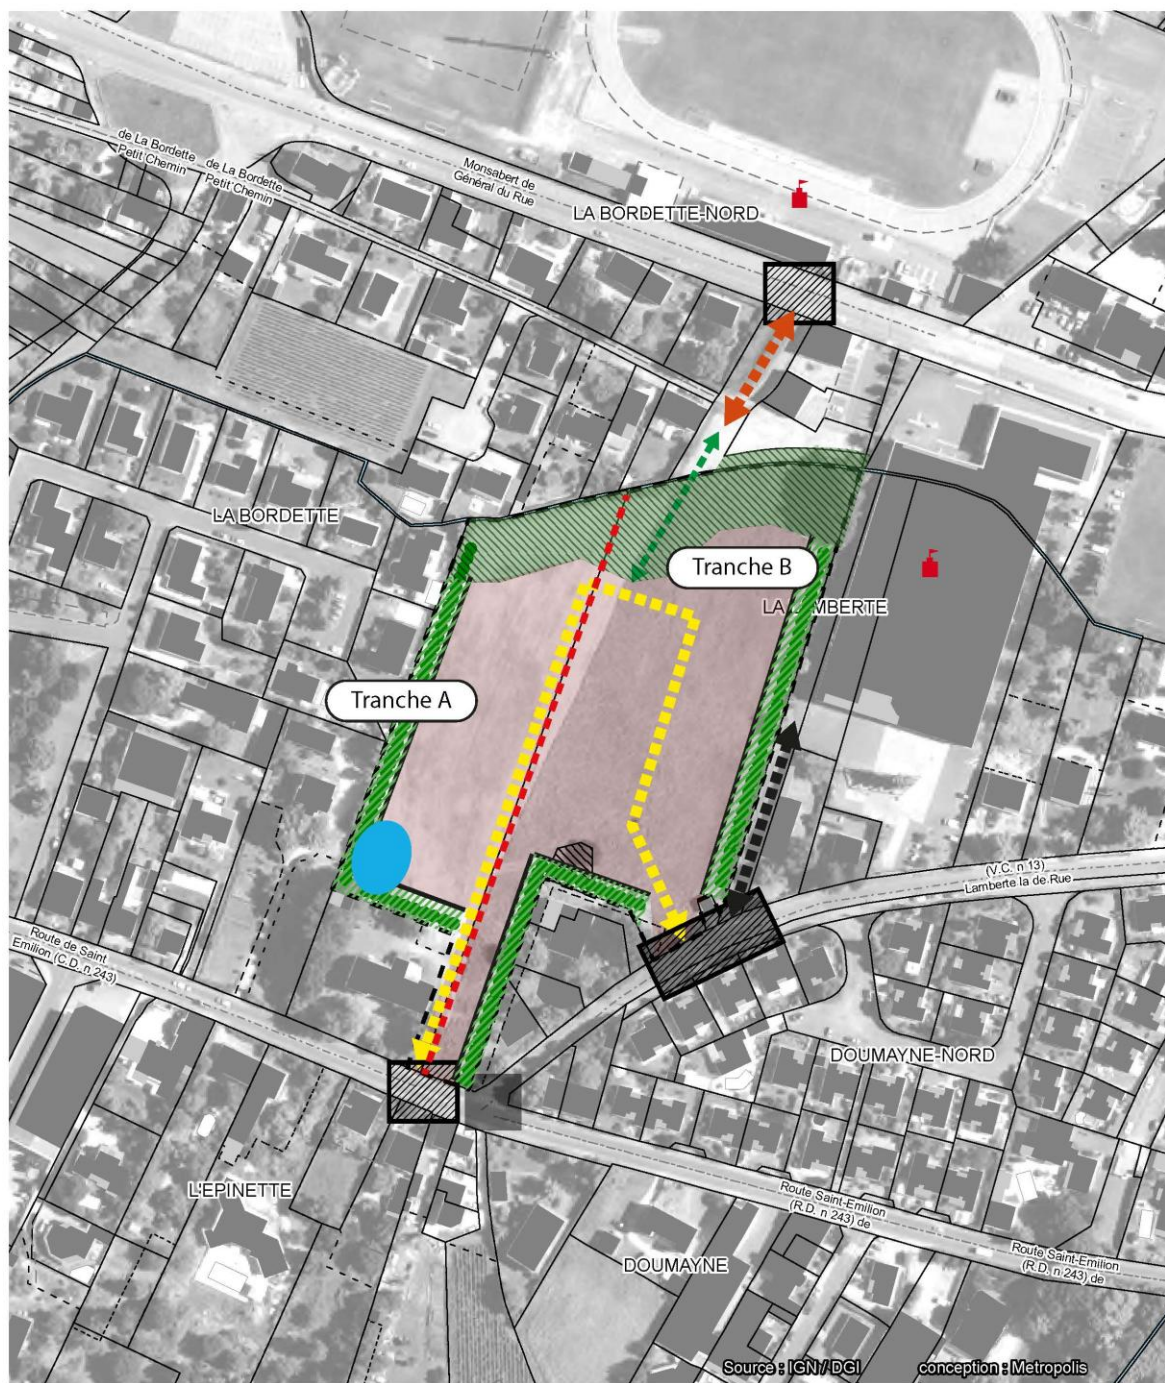 de La Bordette
Petit Chemin
de La Bordette
Petit Chemin
Monsabert de
Général du Rue
LA BORDETTE-NORD
LA BORDETTE
Tranche B
LA LAMBERTE
Tranche A
(V.C. n 13)
Lamberte la de Rue
Route de Saint
Emilion (C.D. n 243)
DOUMAYNE-NORD
L'EPINETTE
Route Saint-Emilion
(R.D. n 243) de
DOUMAYNE
Route Saint-Emilion
(R.D. n 243) de
Source : IGN / DGI
conception : Metropolis